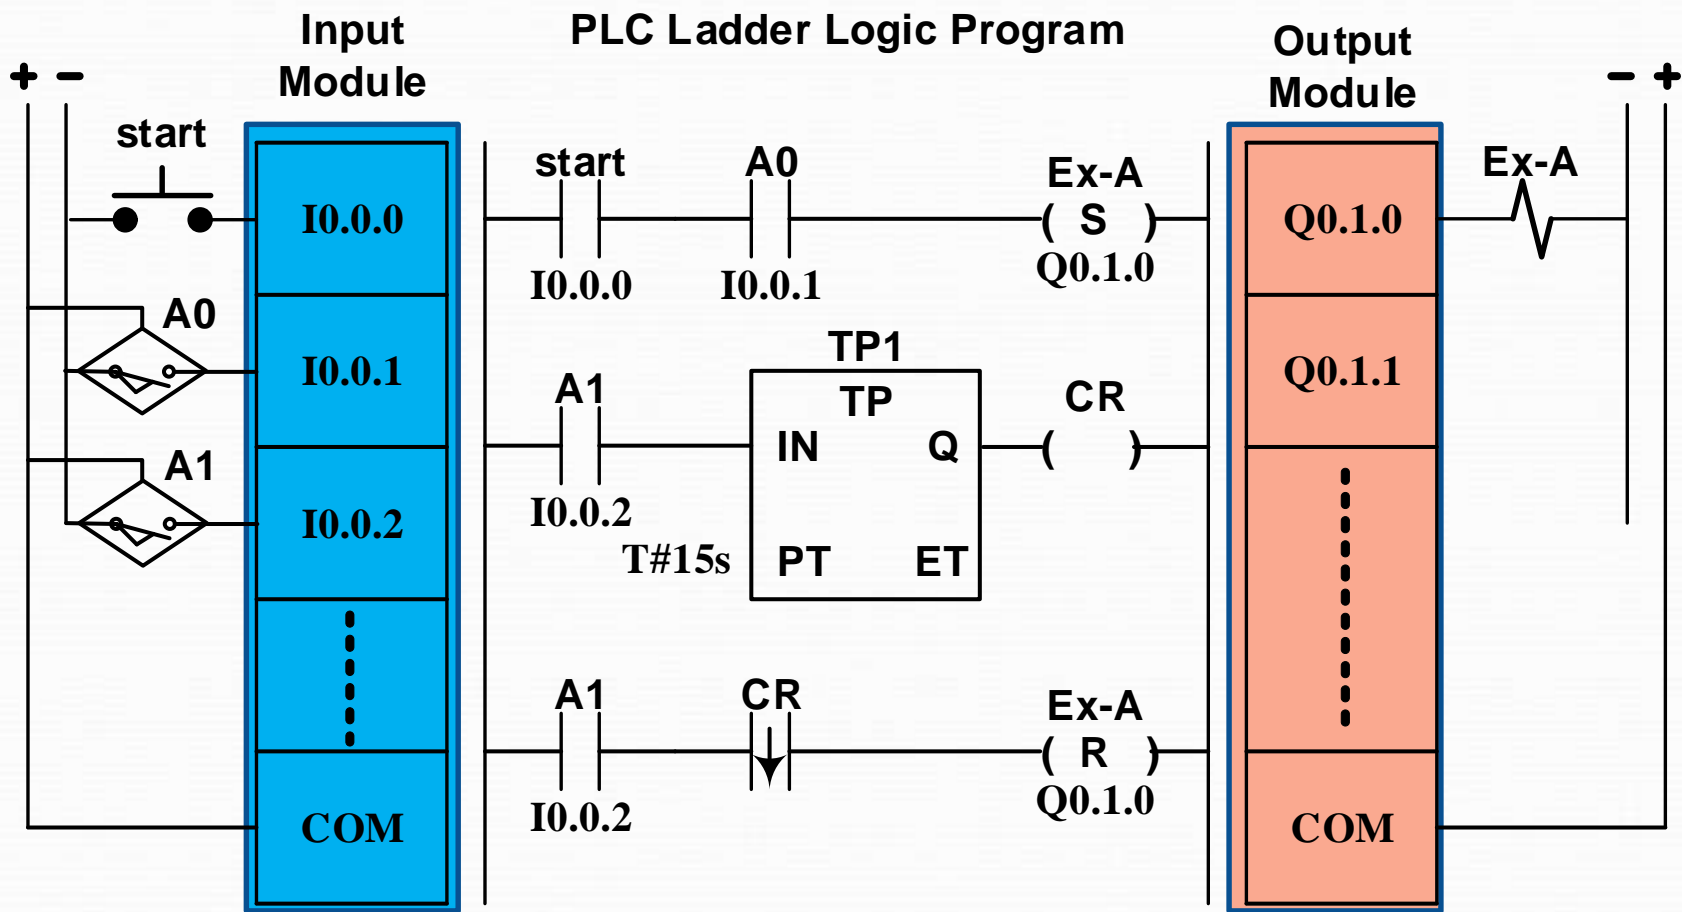 PLC Ladder Logic Program
Input
Module
Output
Module
+ −
− +
start
I0.0.0
A0
I0.0.1
A1
I0.0.2
COM
start
I0.0.0
A0
I0.0.1
Ex-A
( S )
Q0.1.0
A1
I0.0.2
TP1
TP
IN
Q
T#15s
PT
ET
CR
( )
A1
I0.0.2
CR
Ex-A
( R )
Q0.1.0
Q0.1.0
Q0.1.1
COM
Ex-A